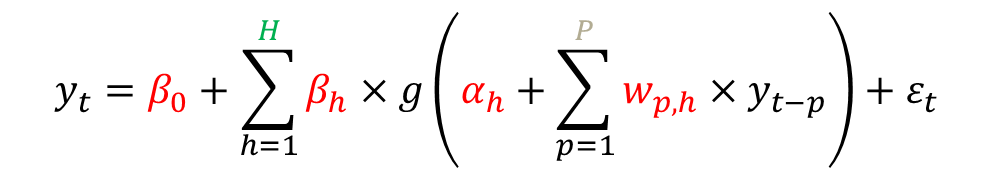 y_t = β_0 + ∑_{h=1}^{H} β_h × g ( α_h + ∑_{p=1}^{P} w_{p,h} × y_{t−p} ) + ε_t